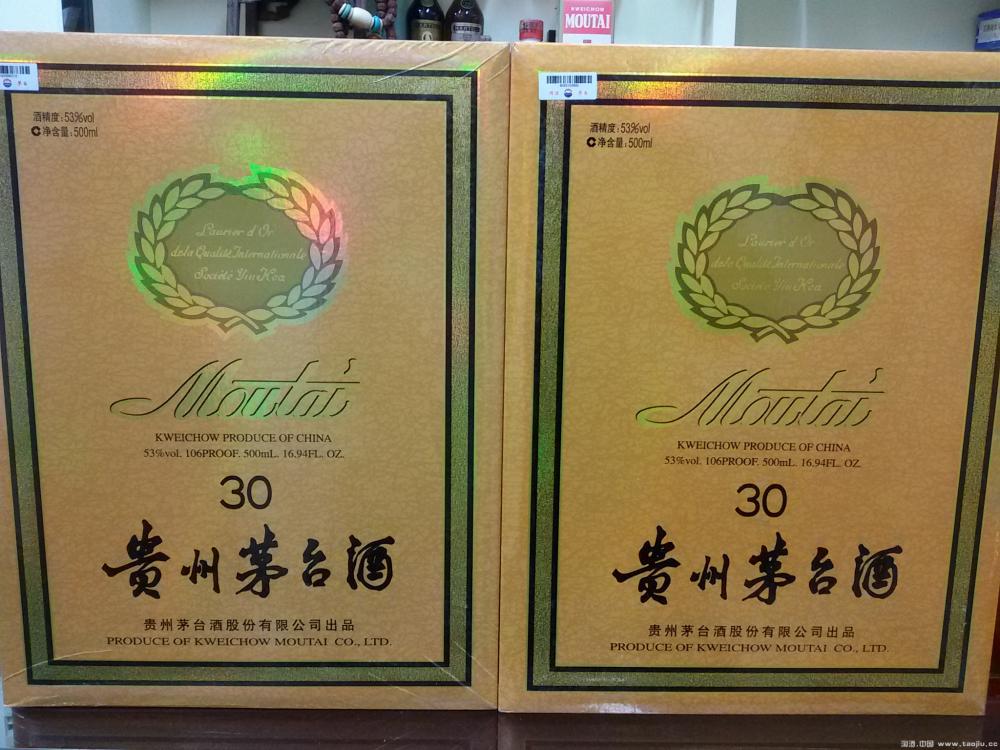 KWEICHOW
MOUTAI
酒精度:53%vol
净含量:500ml
Laurier d'Or
dela Qualité Internationale
Société Yiu Hoa
Moutai
KWEICHOW PRODUCE OF CHINA
53%vol. 106PROOF. 500mL. 16.94FL. OZ.
30
贵州茅台酒
贵州茅台酒股份有限公司出品
PRODUCE OF KWEICHOW MOUTAI CO., LTD.
酒精度:53%vol
净含量:500ml
Laurier d'Or
dela Qualité Internationale
Société Yiu Hoa
Moutai
KWEICHOW PRODUCE OF CHINA
53%vol. 106PROOF. 500mL. 16.94FL. OZ.
30
贵州茅台酒
贵州茅台酒股份有限公司出品
PRODUCE OF KWEICHOW MOUTAI CO., LTD.
淘酒.中国 www.taojiu.cc